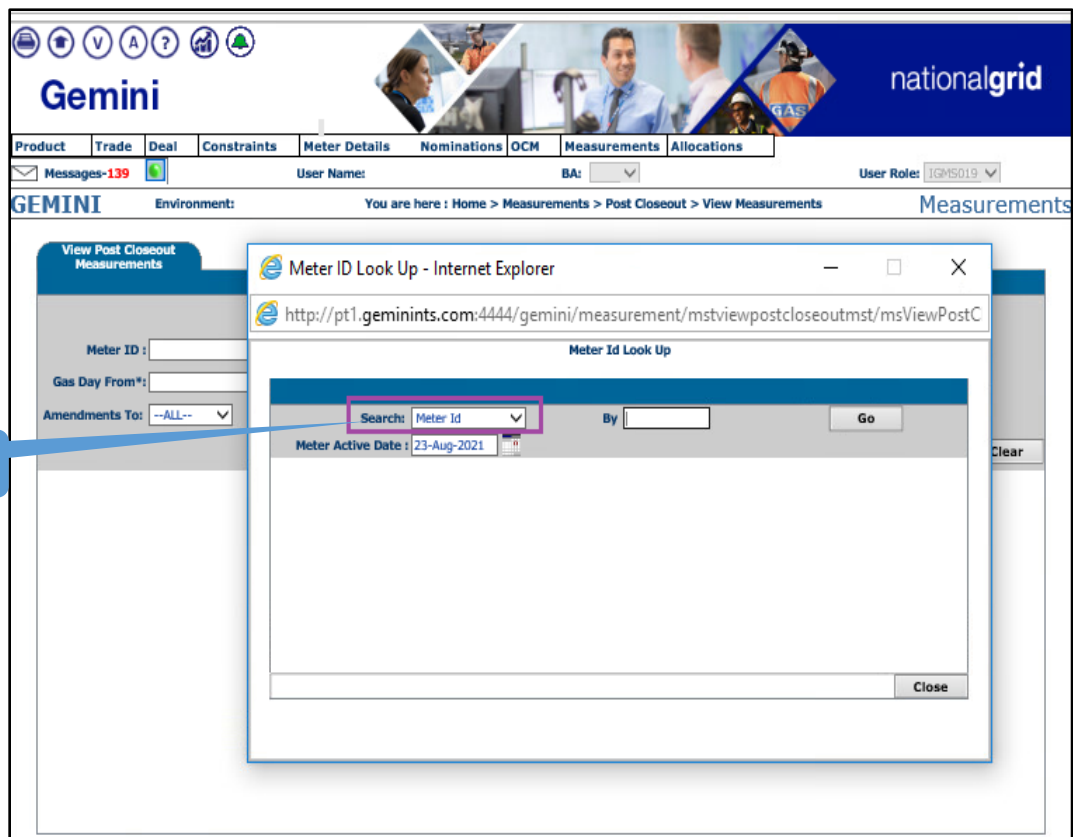 V A ?
Gemini
nationalgrid
GAS
Product Trade Deal Constraints Meter Details Nominations OCM Measurements Allocations
Messages-139 User Name: BA: User Role: IGMS019
GEMINI Environment: You are here : Home > Measurements > Post Closeout > View Measurements Measurements
View Post Closeout
Measurements
Meter ID :
Gas Day From*:
Amendments To: --ALL--
Clear
Meter ID Look Up - Internet Explorer
http://pt1.geminints.com:4444/gemini/measurement/mstviewpostcloseoutmst/msViewPostC
Meter Id Look Up
Search: Meter Id By Go
Meter Active Date : 23-Aug-2021
Close